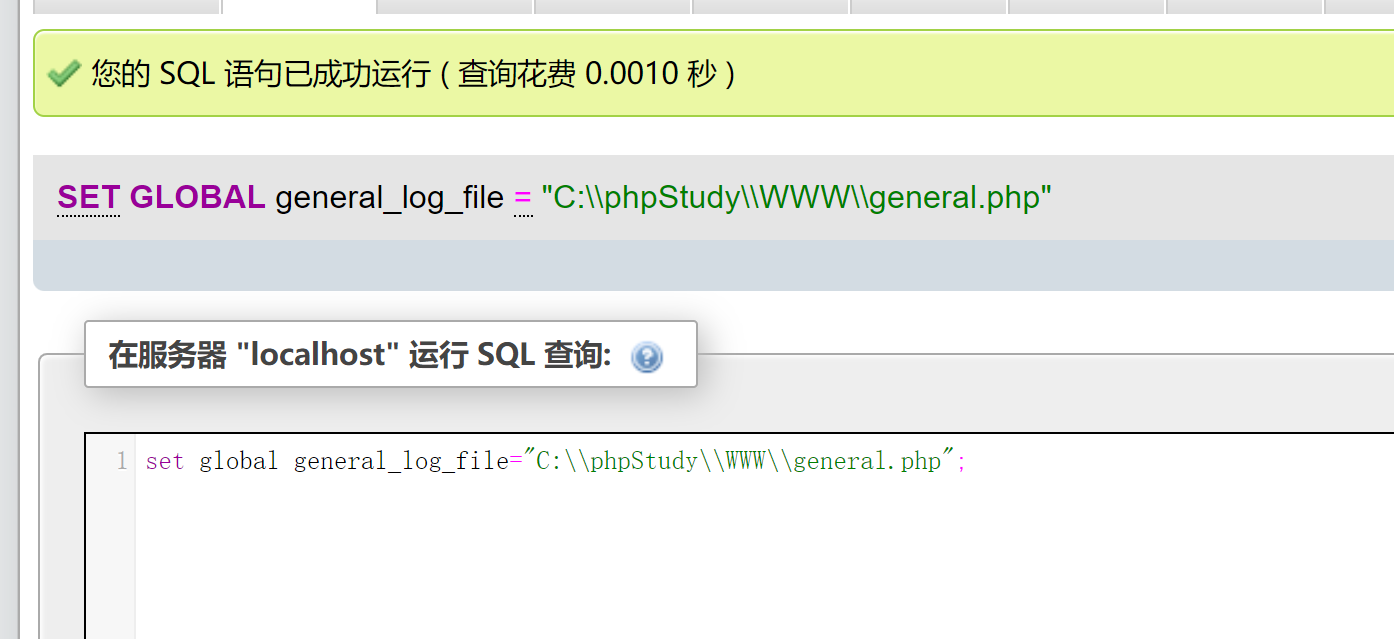 您的 SQL 语句已成功运行 ( 查询花费 0.0010 秒 )
SET GLOBAL general_log_file = "C:\\phpStudy\\WWW\\general.php"
在服务器 "localhost" 运行 SQL 查询:
1 set global general_log_file="C:\\phpStudy\\WWW\\general.php";